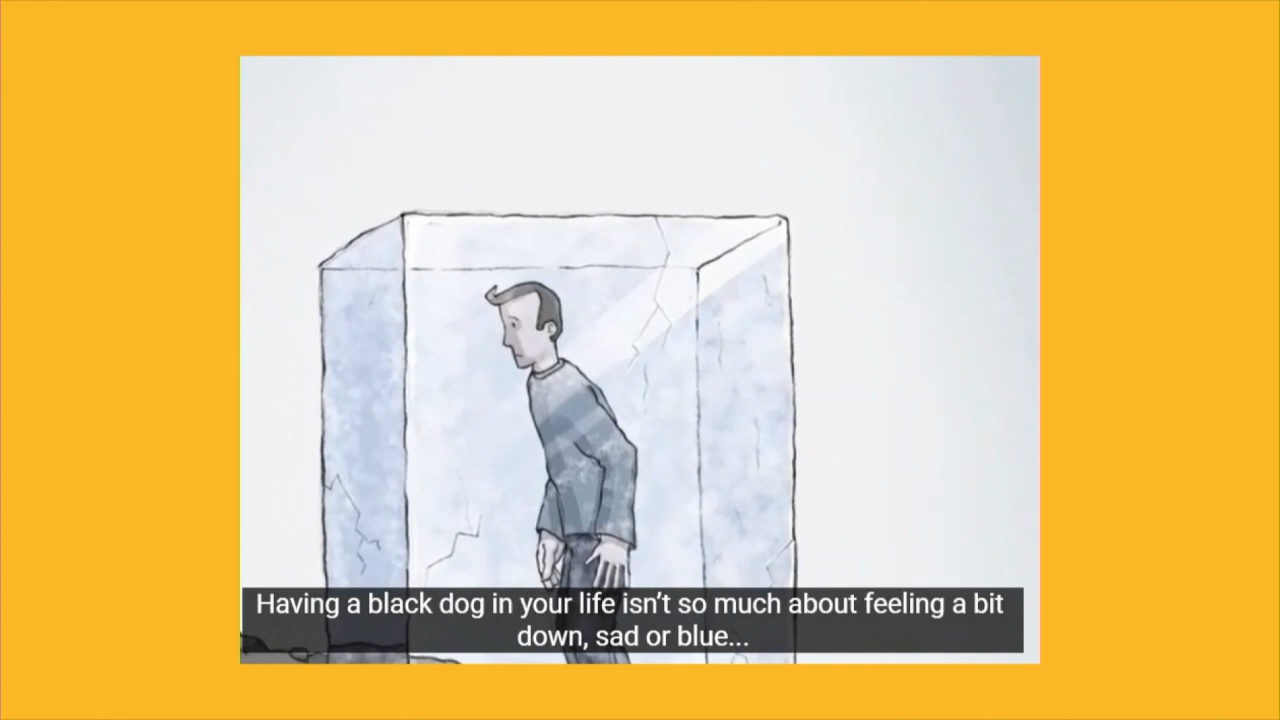 Having a black dog in your life isn’t so much about feeling a bit
down, sad or blue...